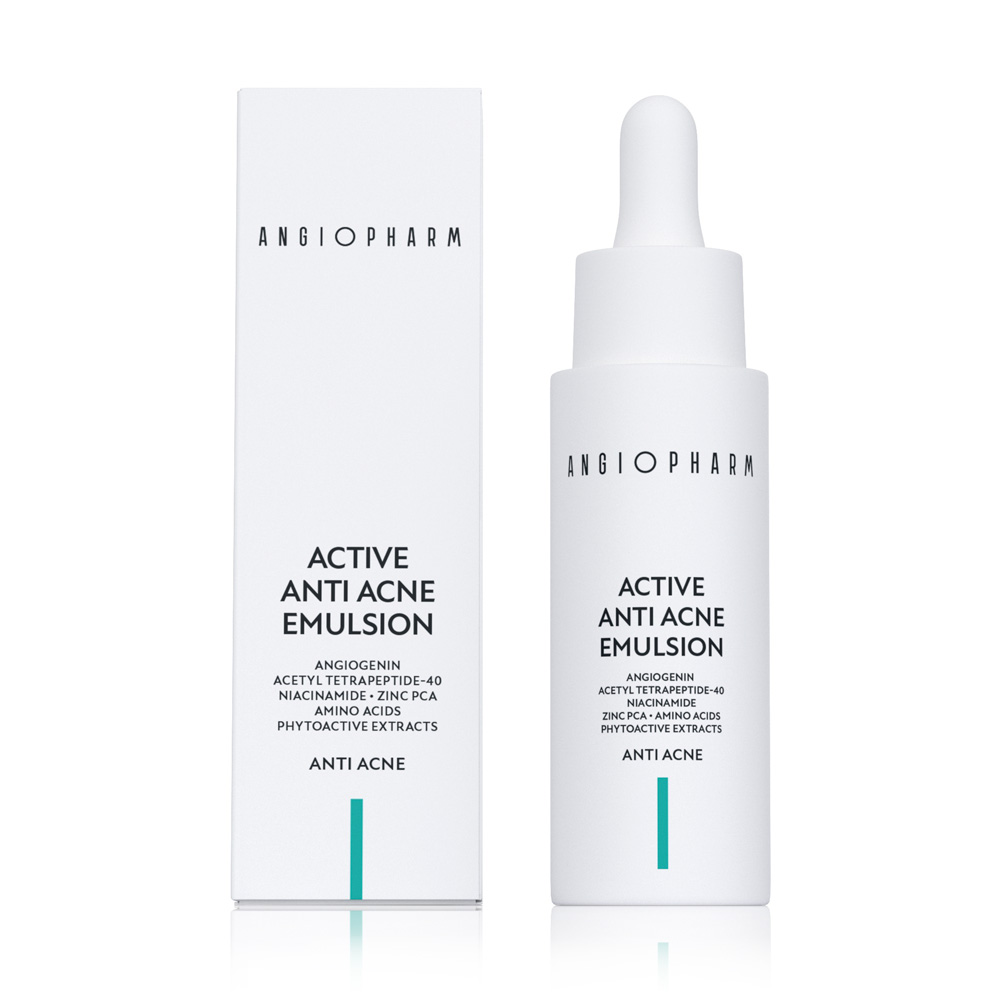 ANGIOPHARM
ACTIVE
ANTI ACNE
EMULSION
ANGIOGENIN
ACETYL TETRAPEPTIDE-40
NIACINAMIDE • ZINC PCA
AMINO ACIDS
PHYTOACTIVE EXTRACTS
ANTI ACNE
ANGIOPHARM
ACTIVE
ANTI ACNE
EMULSION
ANGIOGENIN
ACETYL TETRAPEPTIDE-40
NIACINAMIDE
ZINC PCA • AMINO ACIDS
PHYTOACTIVE EXTRACTS
ANTI ACNE